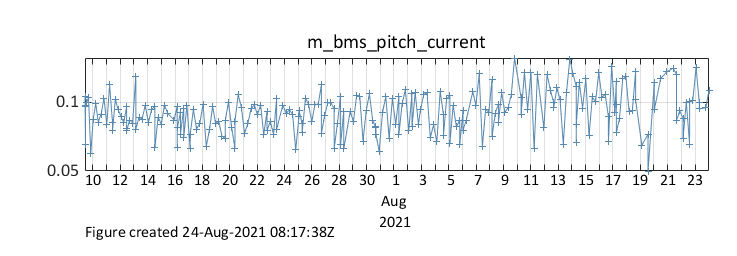 m_bms_pitch_current
0.1
0.05
10 12 14 16 18 20 22 24 26 28 30 1 3 5 7 9 11 13 15 17 19 21 23
Aug
2021
Figure created 24-Aug-2021 08:17:38Z